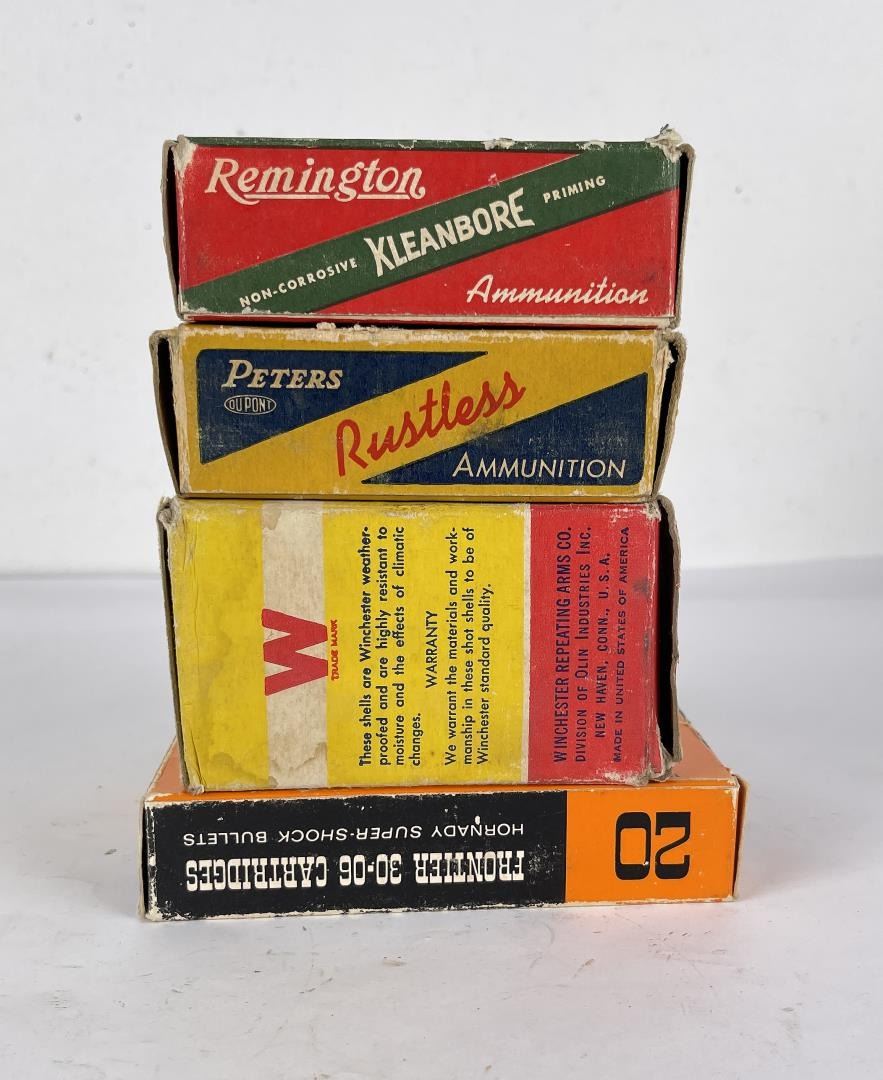 Remington
NON-CORROSIVE KLEANBORE PRIMING
Ammunition
PETERS
DU PONT
Rustless
AMMUNITION
W
TRADE MARK
These shells are Winchester weather-
proofed and are highly resistant to
moisture and the effects of climatic
changes.
WARRANTY
We warrant the materials and work-
manship in these shot shells to be of
Winchester standard quality.
WINCHESTER REPEATING ARMS CO.
DIVISION OF OLIN INDUSTRIES INC.
NEW HAVEN, CONN., U.S.A.
MADE IN UNITED STATES OF AMERICA
20
FRONTIER 30-06 CARTRIDGES
HORNADY SUPER-SHOCK BULLETS